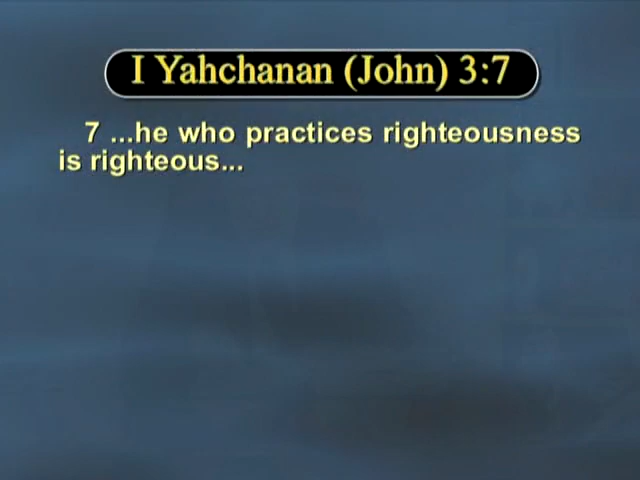 I Yahchanan (John) 3:7
7 ...he who practices righteousness
is righteous...